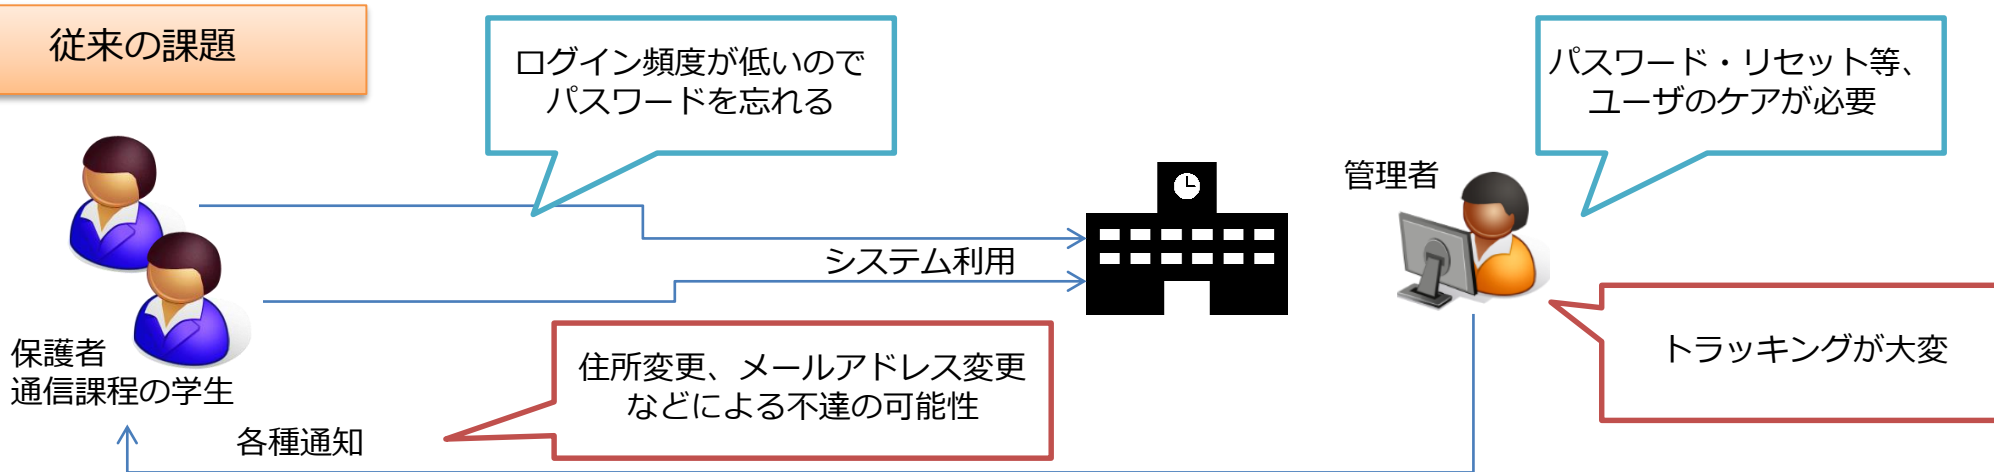 従来の課題
ログイン頻度が低いので
パスワードを忘れる
パスワード・リセット等、
ユーザのケアが必要
管理者
システム利用
保護者
通信課程の学生
住所変更、メールアドレス変更
などによる不達の可能性
トラッキングが大変
各種通知